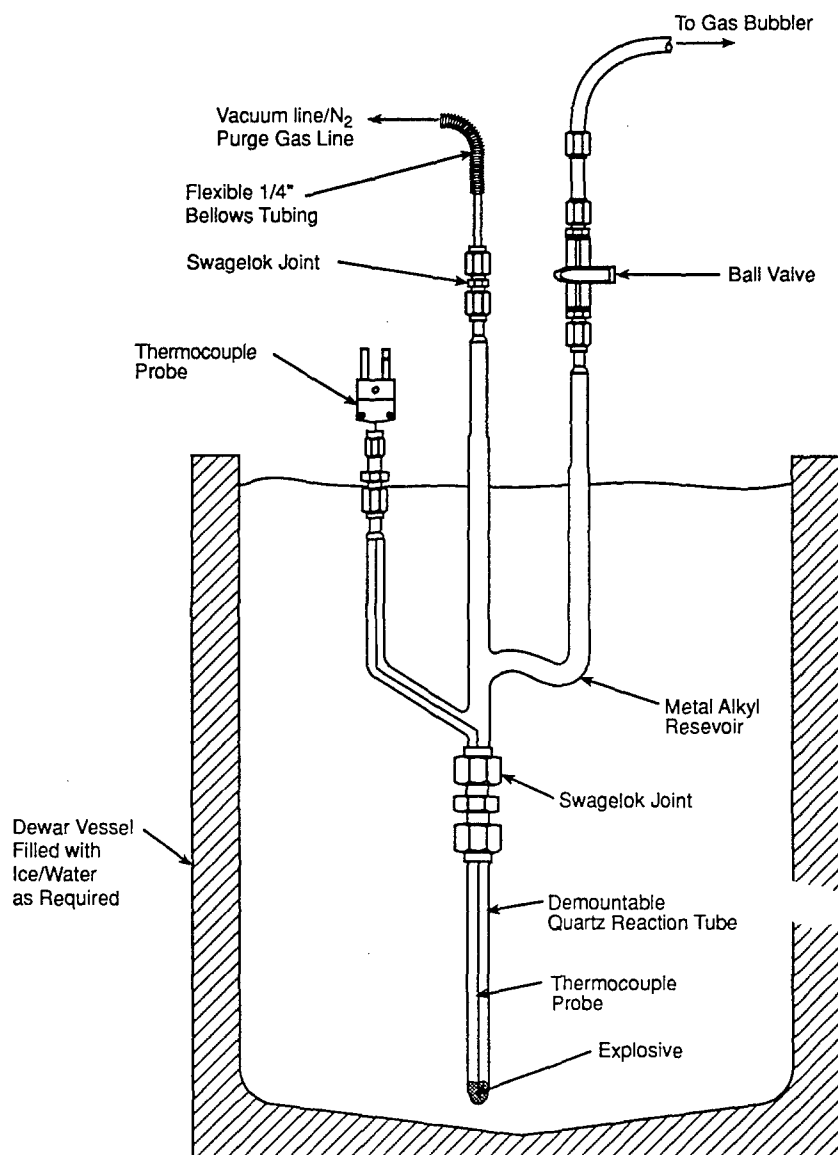 To Gas Bubbler
Vacuum line/N2
Purge Gas Line
Flexible 1/4"
Bellows Tubing
Swagelok Joint
Ball Valve
Thermocouple
Probe
Metal Alkyl
Resevoir
Swagelok Joint
Dewar Vessel
Filled with
Ice/Water
as Required
Demountable
Quartz Reaction Tube
Thermocouple
Probe
Explosive